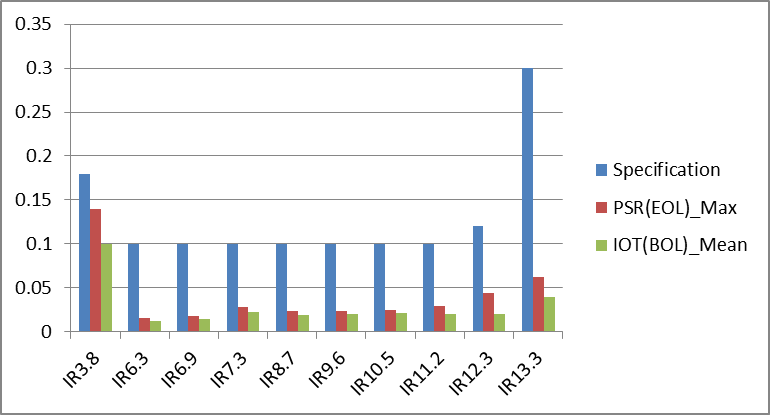 0.35
0.3
0.25
0.2
0.15
0.1
0.05
0
IR3.8
IR6.3
IR6.9
IR7.3
IR8.7
IR9.6
IR10.5
IR11.2
IR12.3
IR13.3
Specification
PSR(EOL)_Max
IOT(BOL)_Mean